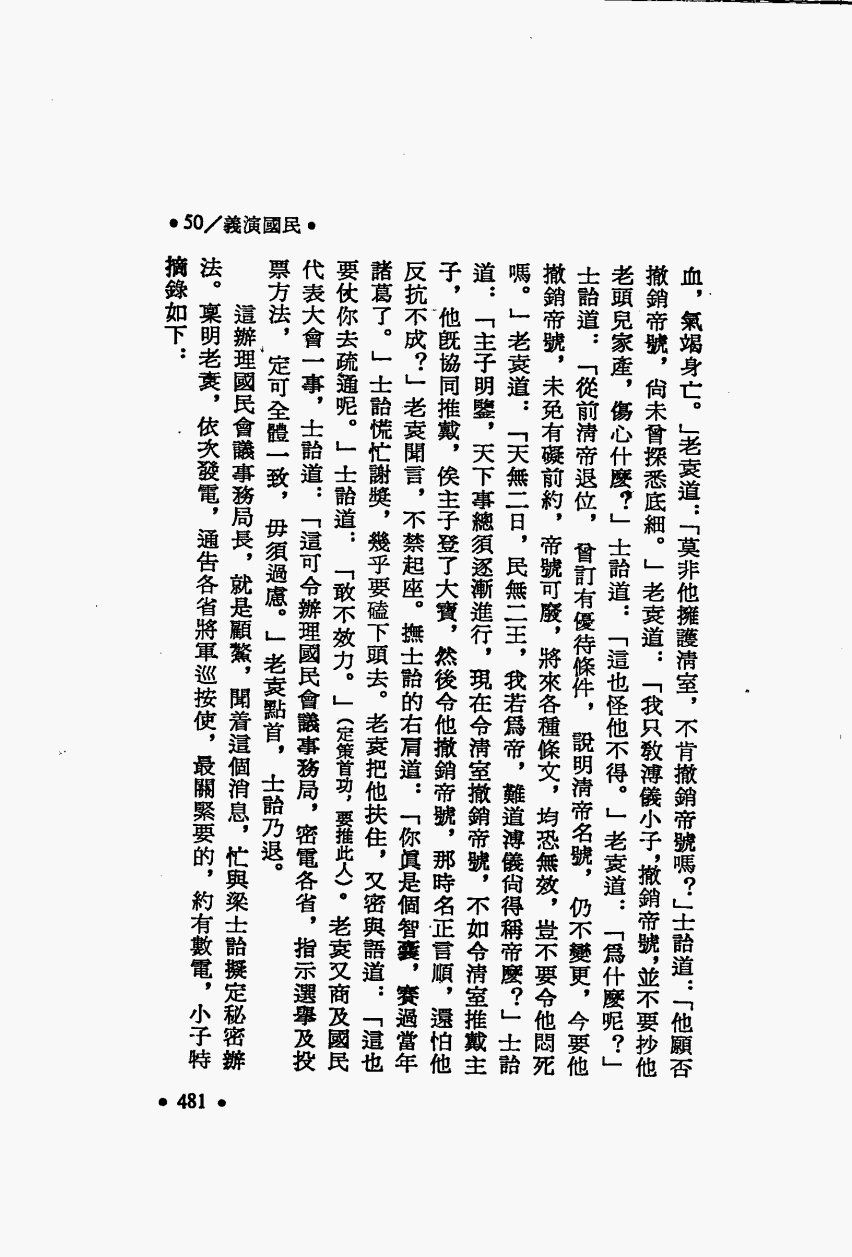 •50／義演國民•
血，氣竭身亡。」老袁道：「莫非他擁護淸室，不肯撤銷帝號嗎？」士詒道：「他願否
撤銷帝號，尙未曾探悉底細。」老袁道：「我只敎溥儀小子，撤銷帝號，並不要抄他
老頭兒家產，傷心什麼？」士詒道：「這也怪他不得。」老袁道：「爲什麼呢？」
士詒道：「從前淸帝退位，曾訂有優待條件，說明淸帝名號，仍不變更，今要他
撤銷帝號，未免有礙前約，帝號可廢，將來各種條文，均恐無效，豈不要令他悶死
嗎。」老袁道：「天無二日，民無二王，我若爲帝，難道溥儀尙得稱帝麼？」士詒
道：「主子明鑒，天下事總須逐漸進行，現在令淸室撤銷帝號，不如令淸室推戴主
子，他旣協同推戴，俟主子登了大寶，然後令他撤銷帝號，那時名正言順，還怕他
反抗不成？」老袁聞言，不禁起座。撫士詒的右肩道：「你眞是個智囊，賽過當年
諸葛了。」士詒慌忙謝獎，幾乎要磕下頭去。老袁把他扶住，又密與語道：「這也
要仗你去疏通呢。」士詒道：「敢不效力。」（定策首功，要推此人）。老袁又商及國民
代表大會一事，士詒道：「這可令辦理國民會議事務局，密電各省，指示選舉及投
票方法，定可全體一致，毋須過慮。」老袁點首，士詒乃退。
這辦理國民會議事務局長，就是顧鰲，聞着這個消息，忙與梁士詒擬定秘密辦
法。稟明老袁，依次發電，通吿各省將軍巡按使，最關緊要的，約有數電，小子特
摘錄如下：
•481•